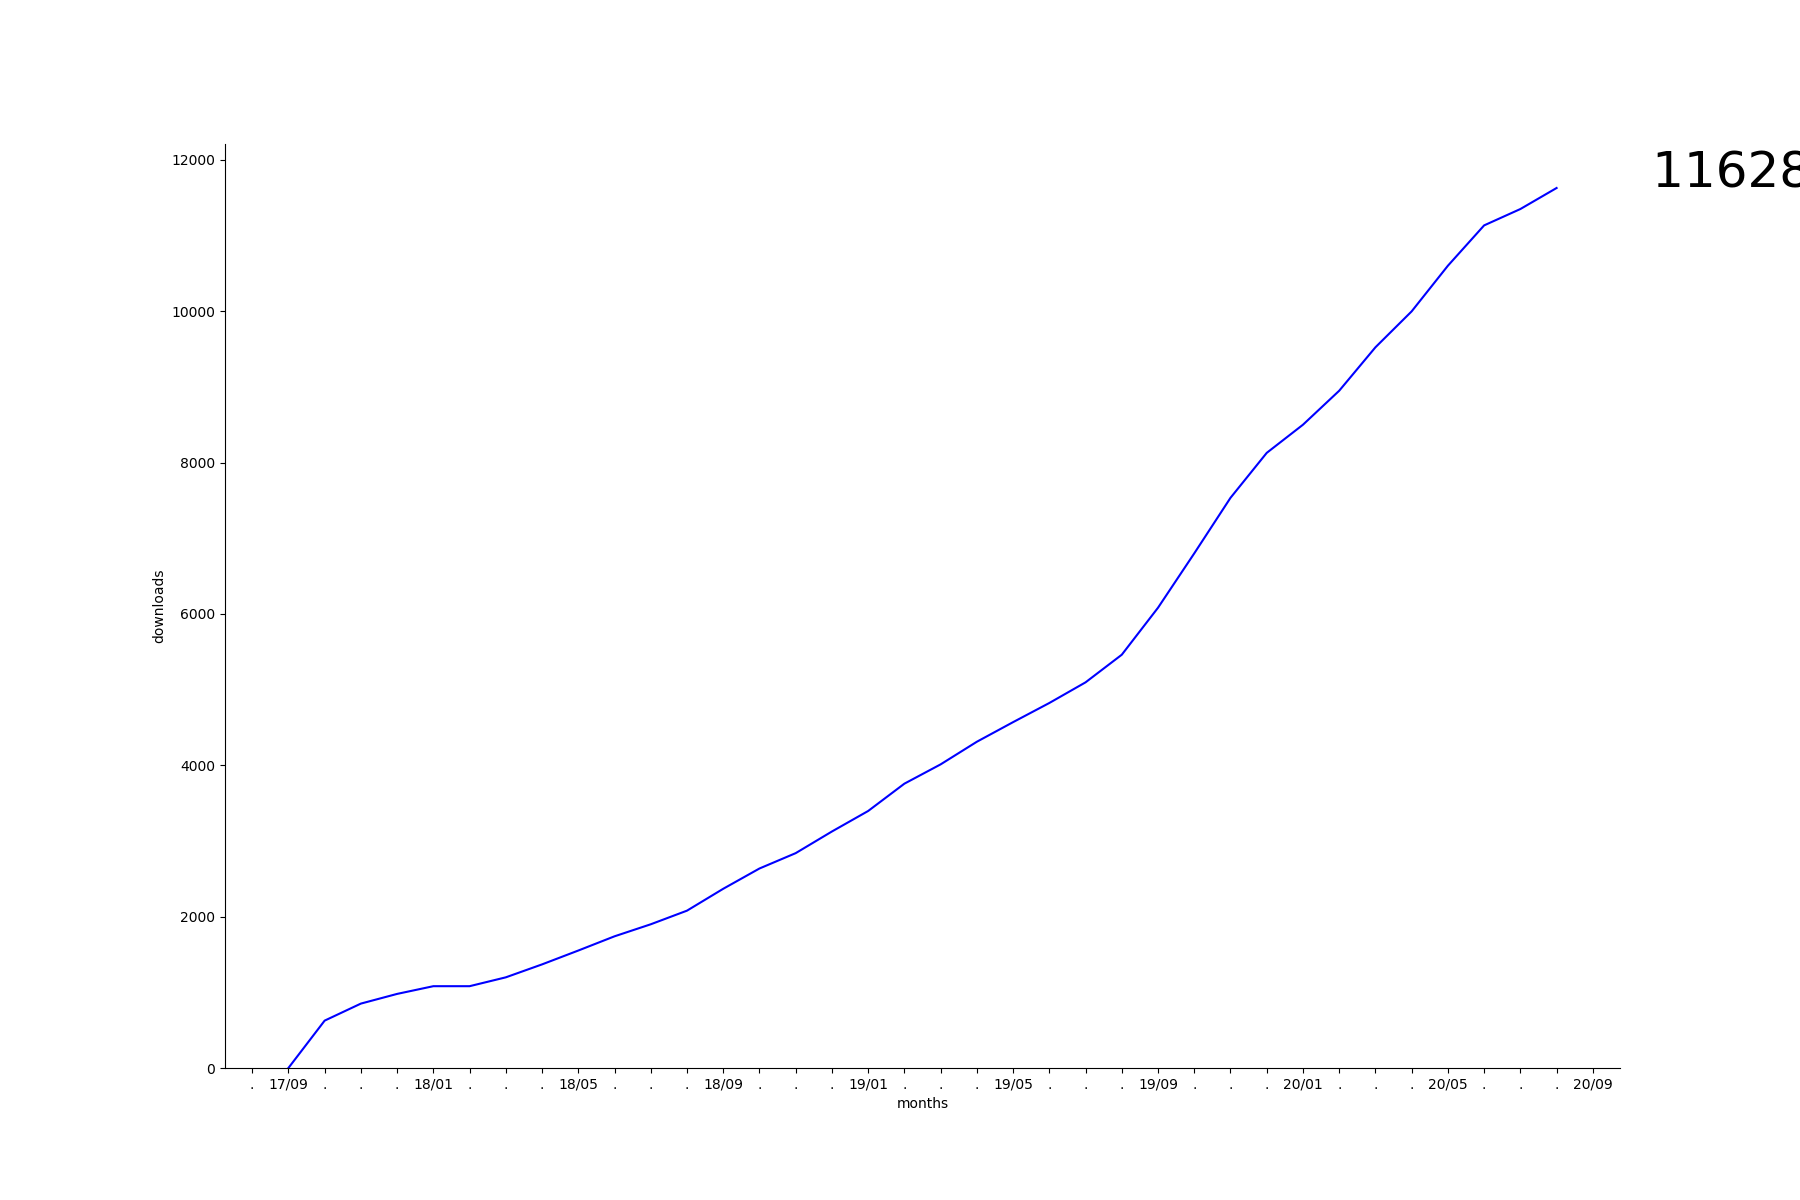 11628
12000
10000
8000
6000
4000
2000
0
downloads
. 17/09 . . . 18/01 . . . 18/05 . . . 18/09 . . . 19/01 . . . 19/05 . . . 19/09 . . . 20/01 . . . 20/05 . . . 20/09
months